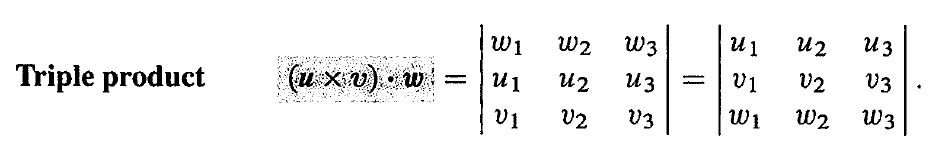 Triple product (u × v) · w = | w₁ w₂ w₃ | = | u₁ u₂ u₃ |
| u₁ u₂ u₃ | | v₁ v₂ v₃ |
| v₁ v₂ v₃ | | w₁ w₂ w₃ | .